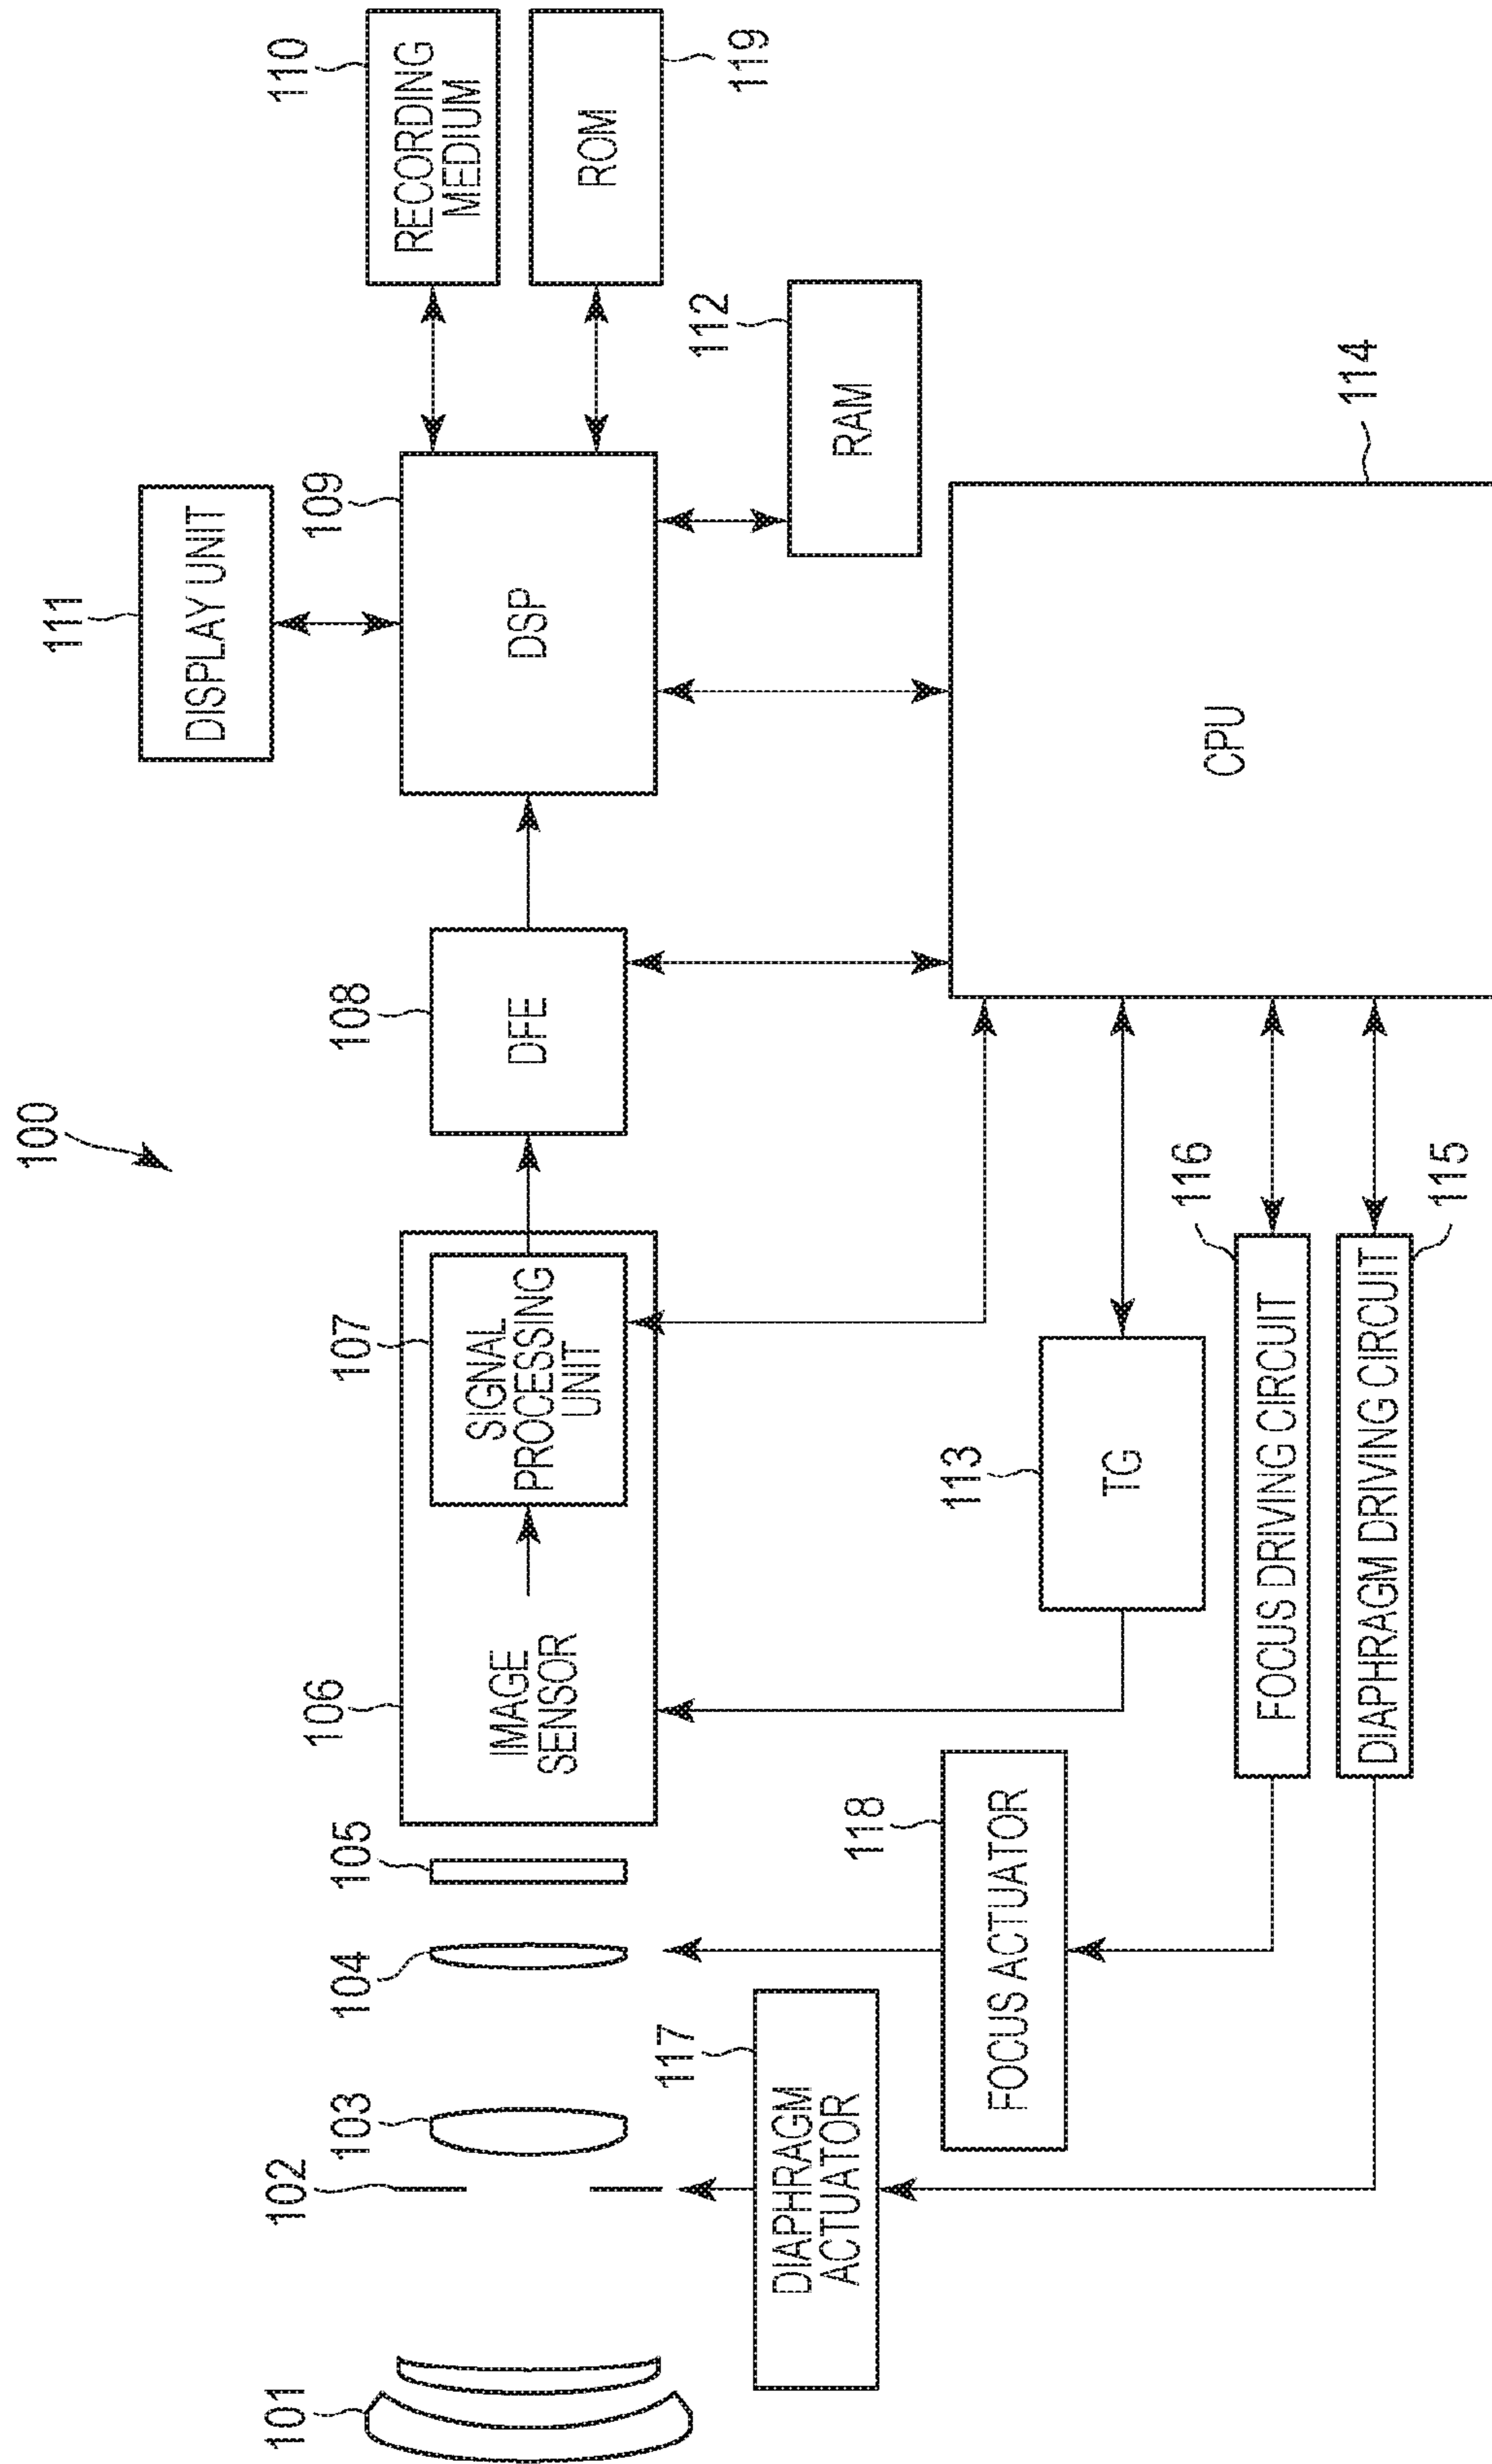 100
101
102
103
104
105
106
107
108
109
110
111
IMAGE
SENSOR
SIGNAL
PROCESSING
UNIT
DFE
DSP
DISPLAY UNIT
RECORDING
MEDIUM
ROM
119
112
RAM
117
DIAPHRAGM
ACTUATOR
118
FOCUS ACTUATOR
113
TG
116
FOCUS DRIVING CIRCUIT
DIAPHRAGM DRIVING CIRCUIT
115
CPU
114